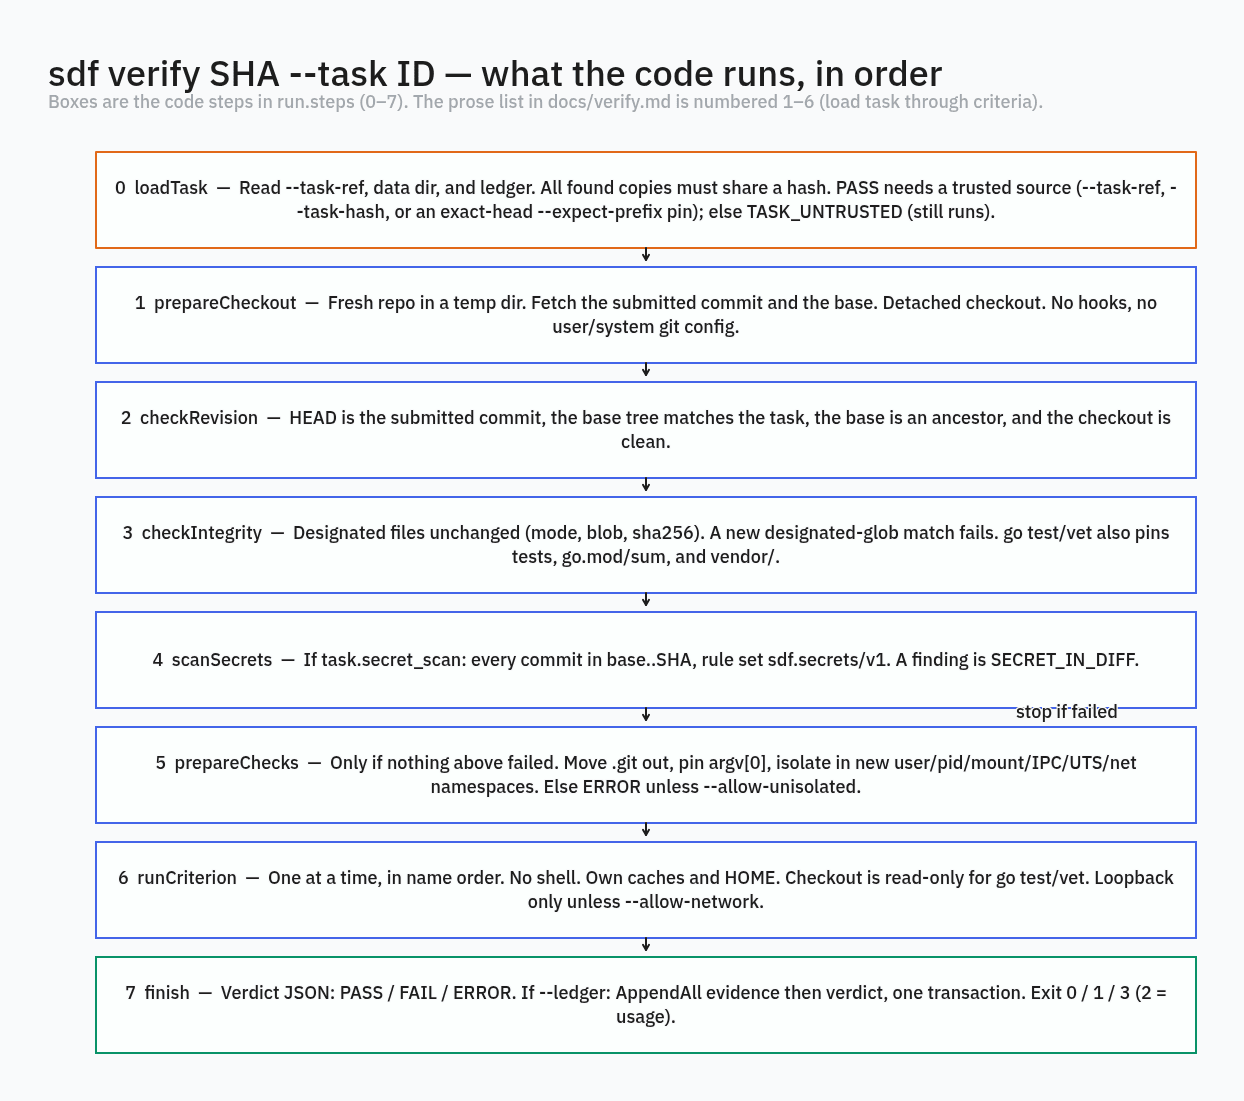 sdf verify SHA --task ID — what the code runs, in order
Boxes are the code steps in run.steps (0–7). The prose list in docs/verify.md is numbered 1–6 (load task through criteria).
0 loadTask — Read --task-ref, data dir, and ledger. All found copies must share a hash. PASS needs a trusted source (--task-ref, -
-task-hash, or an exact-head --expect-prefix pin); else TASK_UNTRUSTED (still runs).
1 prepareCheckout — Fresh repo in a temp dir. Fetch the submitted commit and the base. Detached checkout. No hooks, no
user/system git config.
2 checkRevision — HEAD is the submitted commit, the base tree matches the task, the base is an ancestor, and the checkout is
clean.
3 checkIntegrity — Designated files unchanged (mode, blob, sha256). A new designated-glob match fails. go test/vet also pins
tests, go.mod/sum, and vendor/.
4 scanSecrets — If task.secret_scan: every commit in base..SHA, rule set sdf.secrets/v1. A finding is SECRET_IN_DIFF.
stop if failed
5 prepareChecks — Only if nothing above failed. Move .git out, pin argv[0], isolate in new user/pid/mount/IPC/UTS/net
namespaces. Else ERROR unless --allow-unisolated.
6 runCriterion — One at a time, in name order. No shell. Own caches and HOME. Checkout is read-only for go test/vet. Loopback
only unless --allow-network.
7 finish — Verdict JSON: PASS / FAIL / ERROR. If --ledger: AppendAll evidence then verdict, one transaction. Exit 0 / 1 / 3 (2 =
usage).